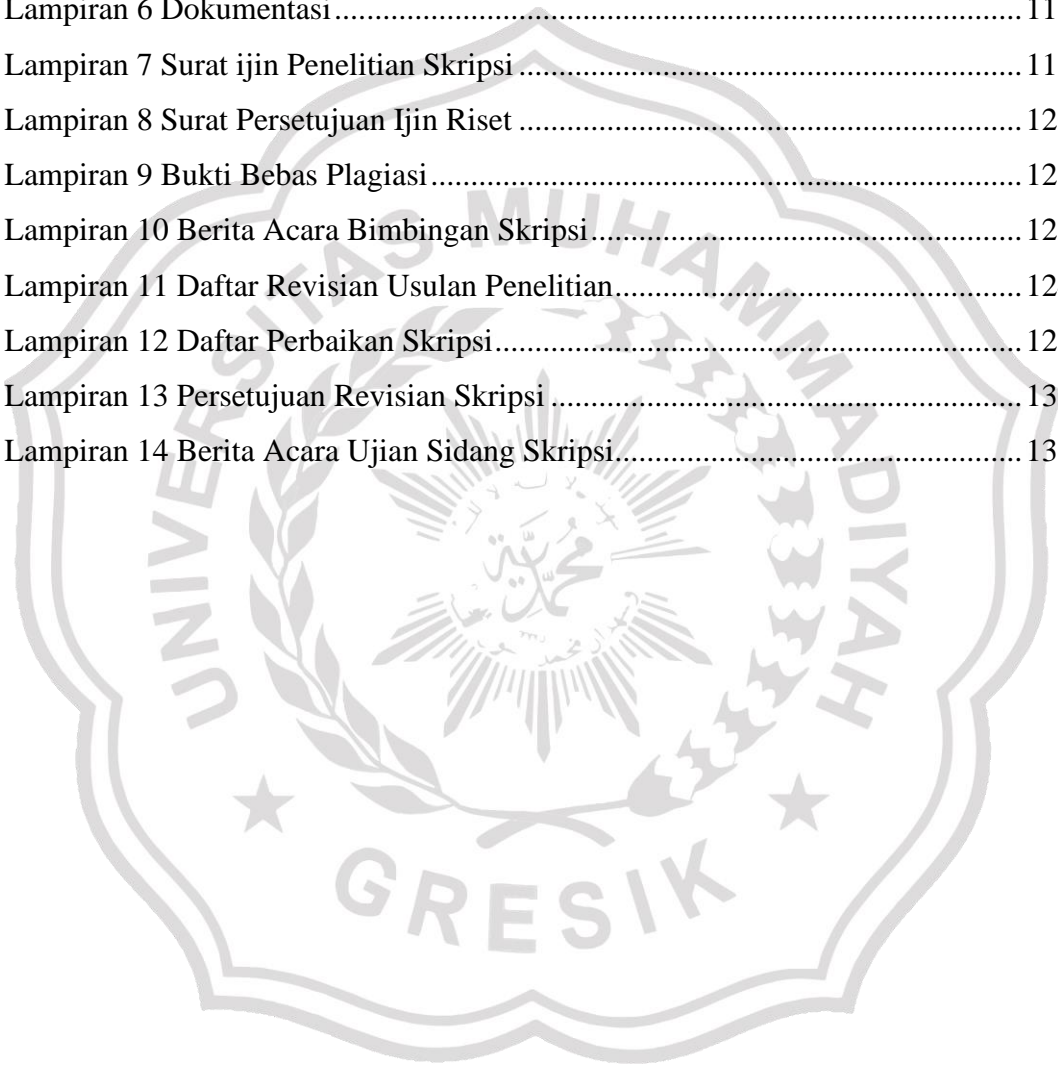 Lampiran 6 Dokumentasi........................................................................................ 11
Lampiran 7 Surat ijin Penelitian Skripsi ................................................................ 11
Lampiran 8 Surat Persetujuan Ijin Riset ................................................................ 12
Lampiran 9 Bukti Bebas Plagiasi........................................................................... 12
Lampiran 10 Berita Acara Bimbingan Skripsi....................................................... 12
Lampiran 11 Daftar Revisian Usulan Penelitian.................................................... 12
Lampiran 12 Daftar Perbaikan Skripsi................................................................... 12
Lampiran 13 Persetujuan Revisian Skripsi ............................................................ 13
Lampiran 14 Berita Acara Ujian Sidang Skripsi.................................................... 13
UNIVERSITAS MUHAMMADIYAH
محمد
GRESIK